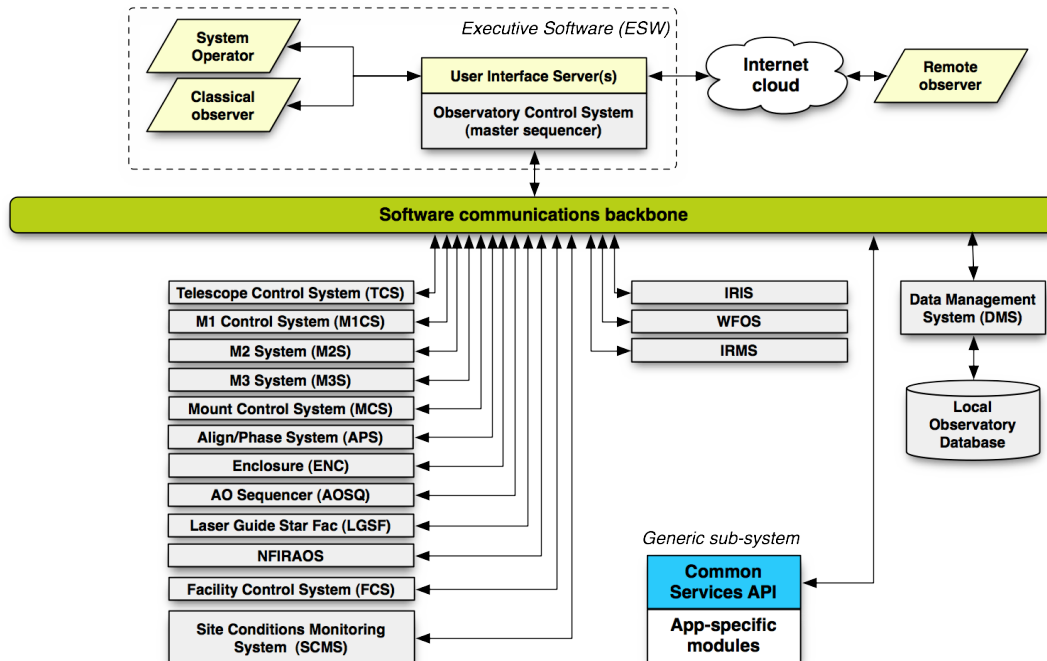 Executive Software (ESW)
System
Operator
Classical
observer
User Interface Server(s)
Observatory Control System
(master sequencer)
Internet
cloud
Remote
observer
Software communications backbone
Telescope Control System (TCS)
M1 Control System (M1CS)
M2 System (M2S)
M3 System (M3S)
Mount Control System (MCS)
Align/Phase System (APS)
Enclosure (ENC)
AO Sequencer (AOSQ)
Laser Guide Star Fac (LGSF)
NFIRAOS
Facility Control System (FCS)
Site Conditions Monitoring
System (SCMS)
IRIS
WFOS
IRMS
Data Management
System (DMS)
Local
Observatory
Database
Generic sub-system
Common
Services API
App-specific
modules